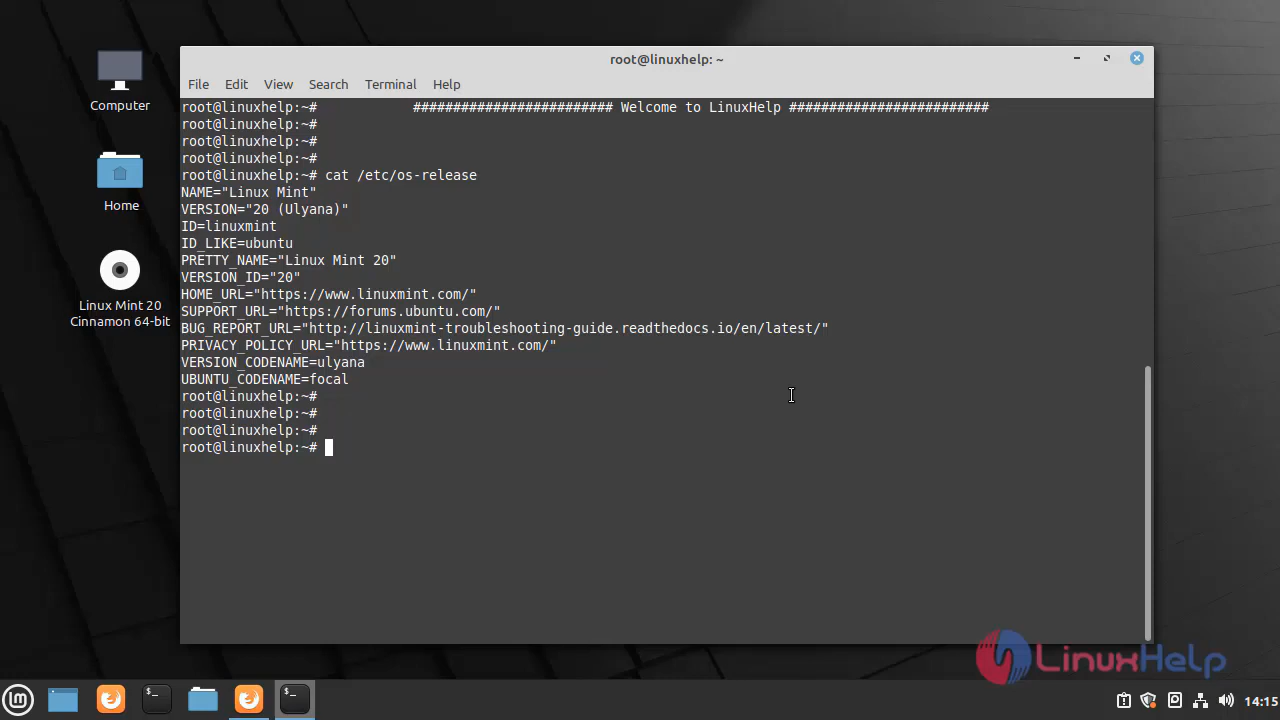 root@linuxhelp: ~
File Edit View Search Terminal Help
root@linuxhelp:~# ######################### Welcome to LinuxHelp #########################
root@linuxhelp:~#
root@linuxhelp:~#
root@linuxhelp:~#
root@linuxhelp:~# cat /etc/os-release
NAME="Linux Mint"
VERSION="20 (Ulyana)"
ID=linuxmint
ID_LIKE=ubuntu
PRETTY_NAME="Linux Mint 20"
VERSION_ID="20"
HOME_URL="https://www.linuxmint.com/"
SUPPORT_URL="https://forums.ubuntu.com/"
BUG_REPORT_URL="http://linuxmint-troubleshooting-guide.readthedocs.io/en/latest/"
PRIVACY_POLICY_URL="https://www.linuxmint.com/"
VERSION_CODENAME=ulyana
UBUNTU_CODENAME=focal
root@linuxhelp:~#
root@linuxhelp:~#
root@linuxhelp:~#
root@linuxhelp:~#
Computer
Home
Linux Mint 20
Cinnamon 64-bit
LinuxHelp
$_
$_
14:15